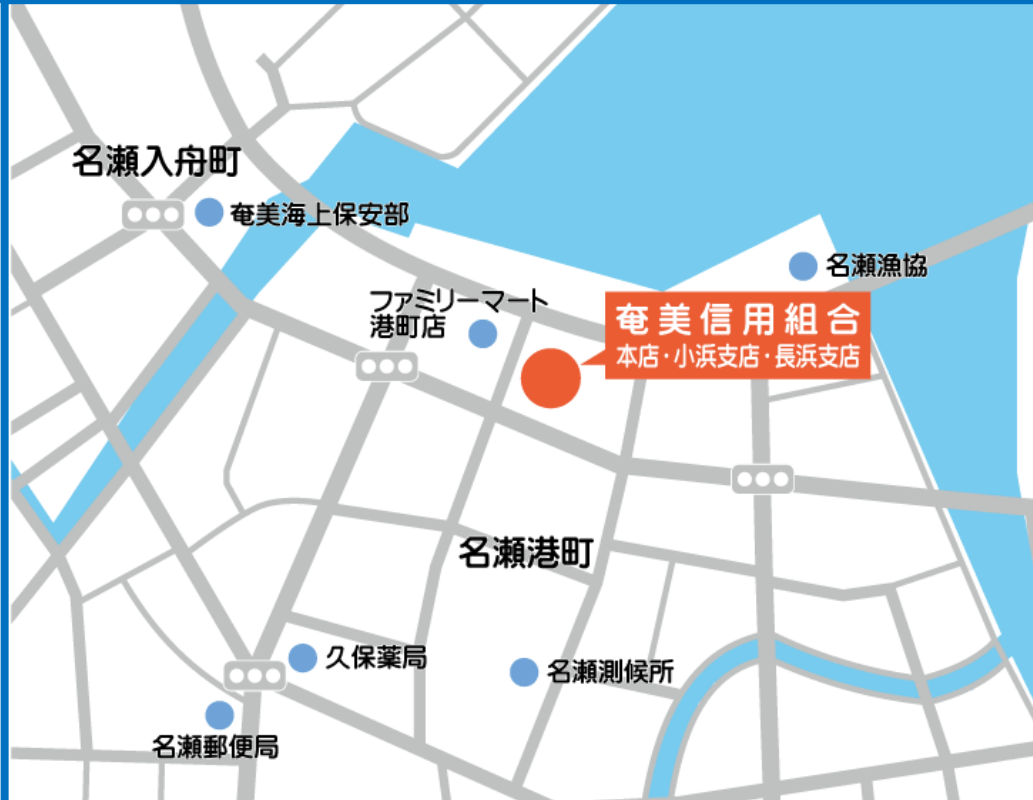 名瀬入舟町
奄美海上保安部
名瀬漁協
ファミリーマート
港町店
奄美信用組合
本店・小浜支店・長浜支店
名瀬港町
久保薬局
名瀬測候所
名瀬郵便局